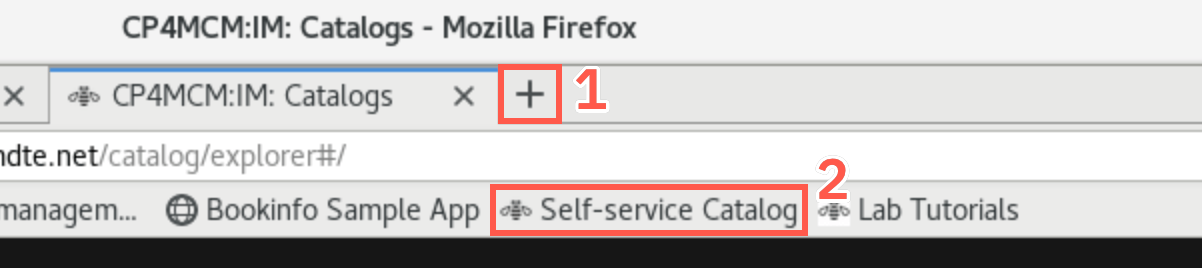 CP4MCM:IM: Catalogs - Mozilla Firefox
CP4MCM:IM: Catalogs 1
ndte.net/catalog/explorer#/
managem... Bookinfo Sample App Self-service Catalog 2 Lab Tutorials